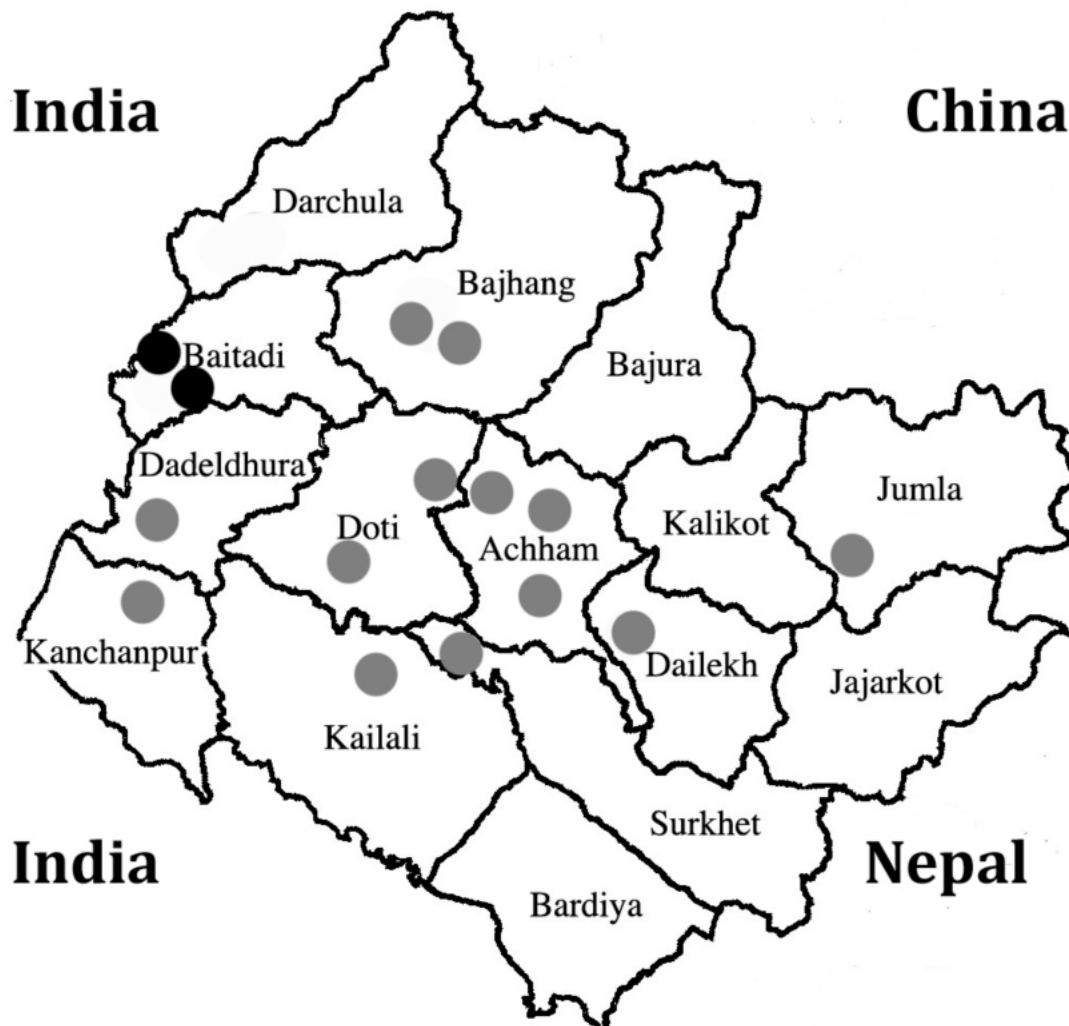 India
China
Darchula
Bajhang
Baitadi
Bajura
Dadeldhura
Jumla
Doti
Kalikot
Achham
Kanchanpur
Dailekh
Jajarkot
Kailali
Surkhet
India
Nepal
Bardiya